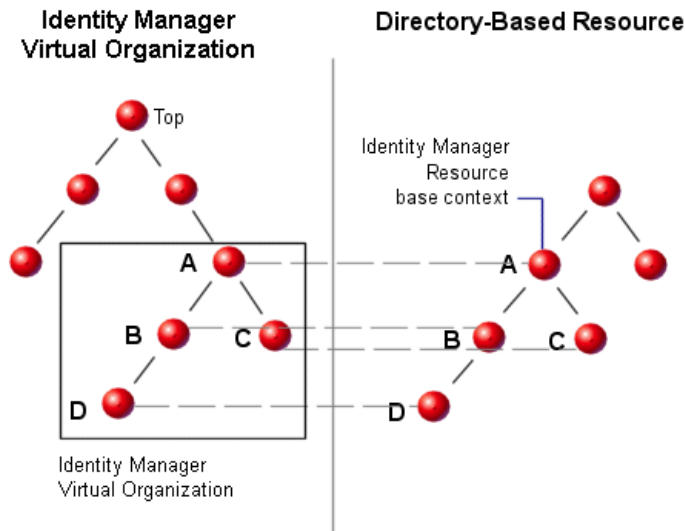 Identity Manager
Virtual Organization
Directory-Based Resource
Top
Identity Manager
Resource
base context
A
B
C
D
A
B
C
D
Identity Manager
Virtual Organization